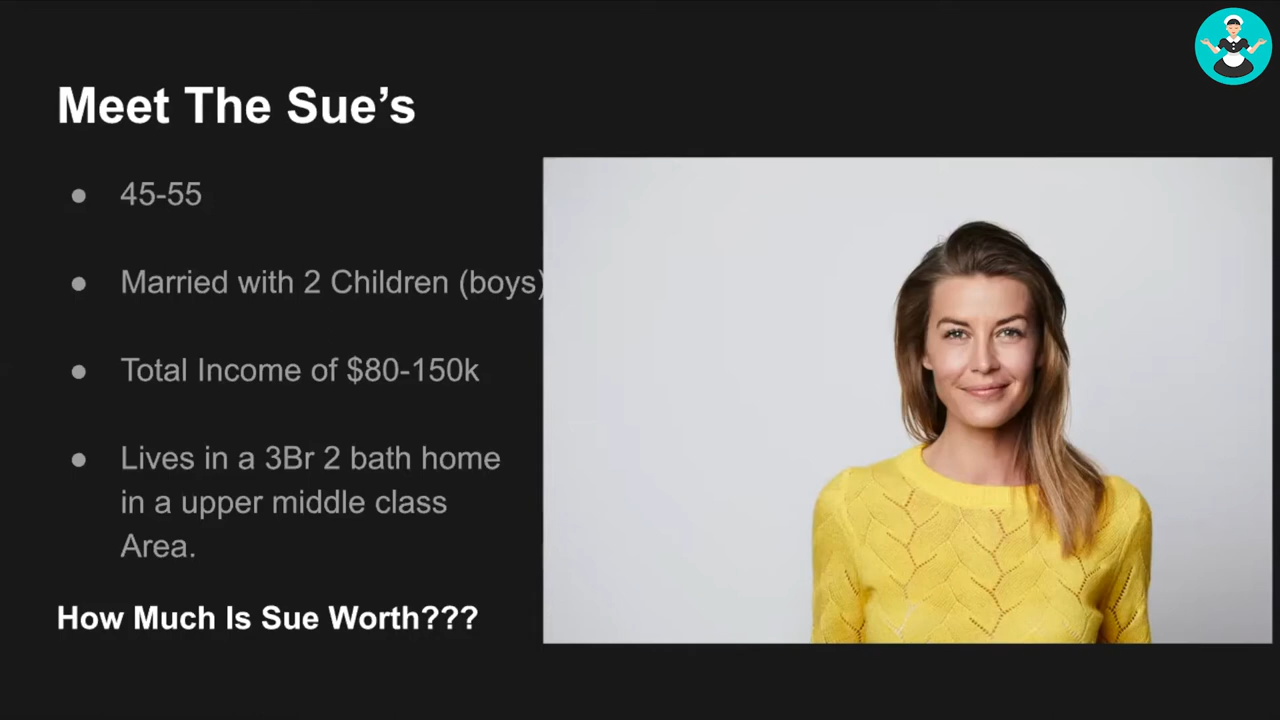 Meet The Sue’s
● 45-55
● Married with 2 Children (boys)
● Total Income of $80-150k
● Lives in a 3Br 2 bath home
in a upper middle class
Area.
How Much Is Sue Worth???